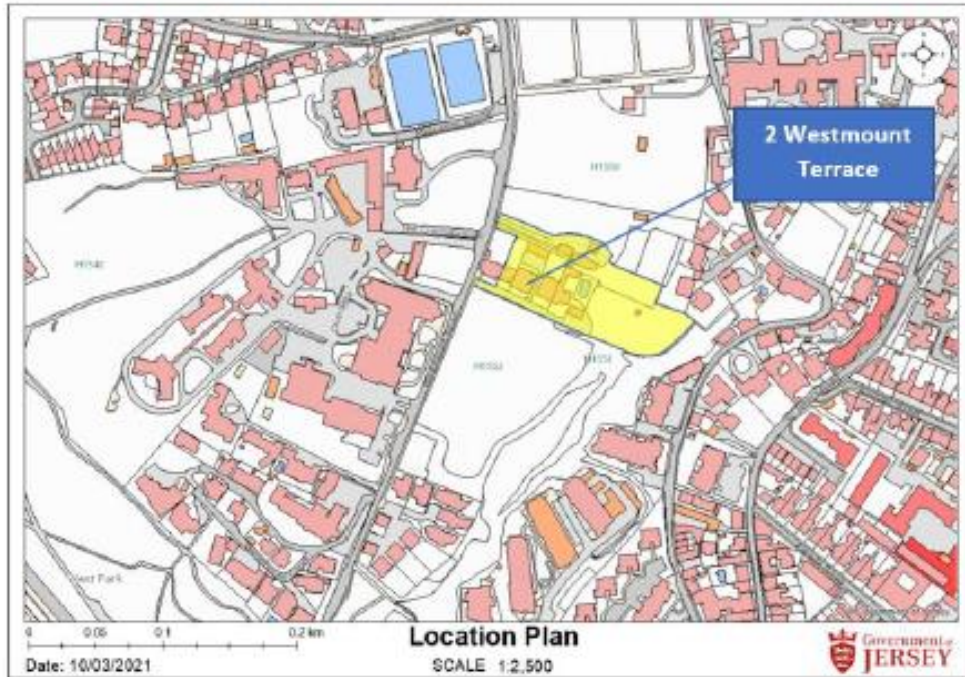 2 Westmount
Terrace
Location Plan
0 0.05 0.1 0.2 km
Date: 10/03/2021
SCALE 1:2,500
Government of
JERSEY